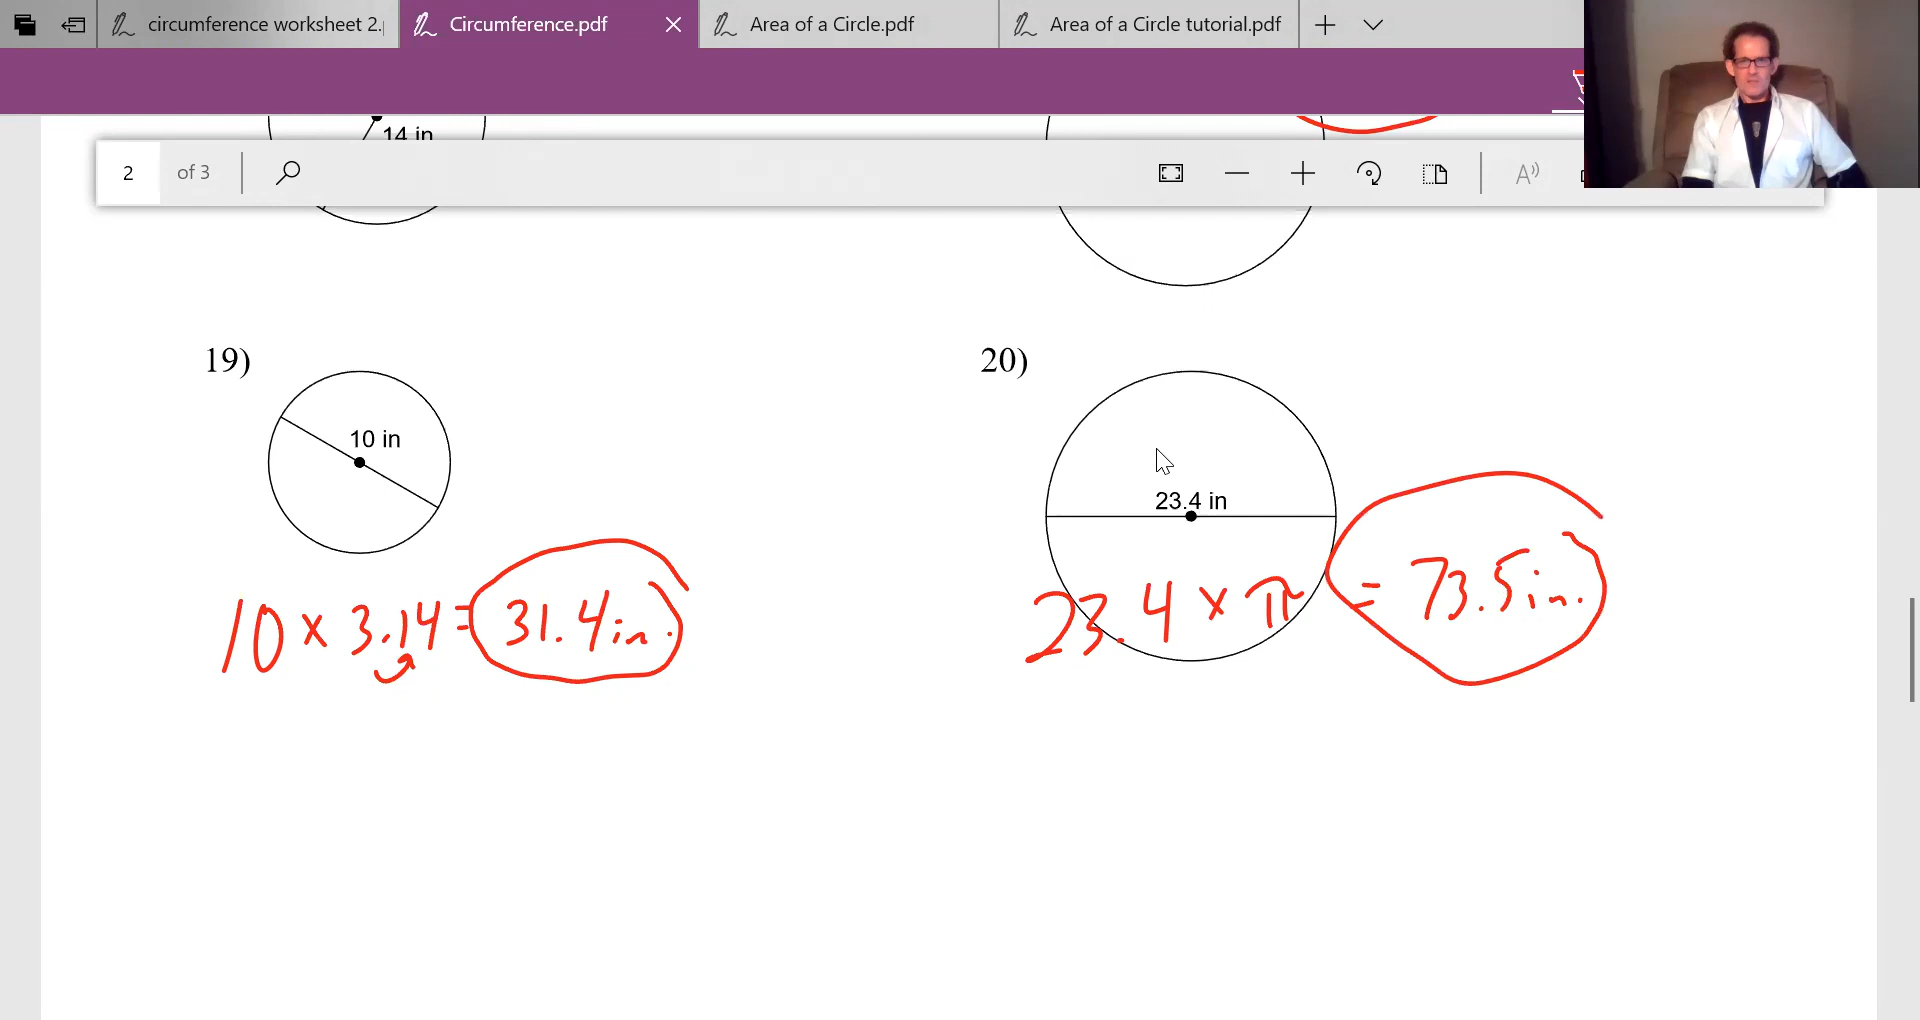 circumference worksheet 2.p
Circumference.pdf
Area of a Circle.pdf
Area of a Circle tutorial.pdf
14 in
2 of 3
A
19)
20)
10 in
23.4 in
10 × 3.14 = 31.4 in.
23.4 × π = 73.5 in.